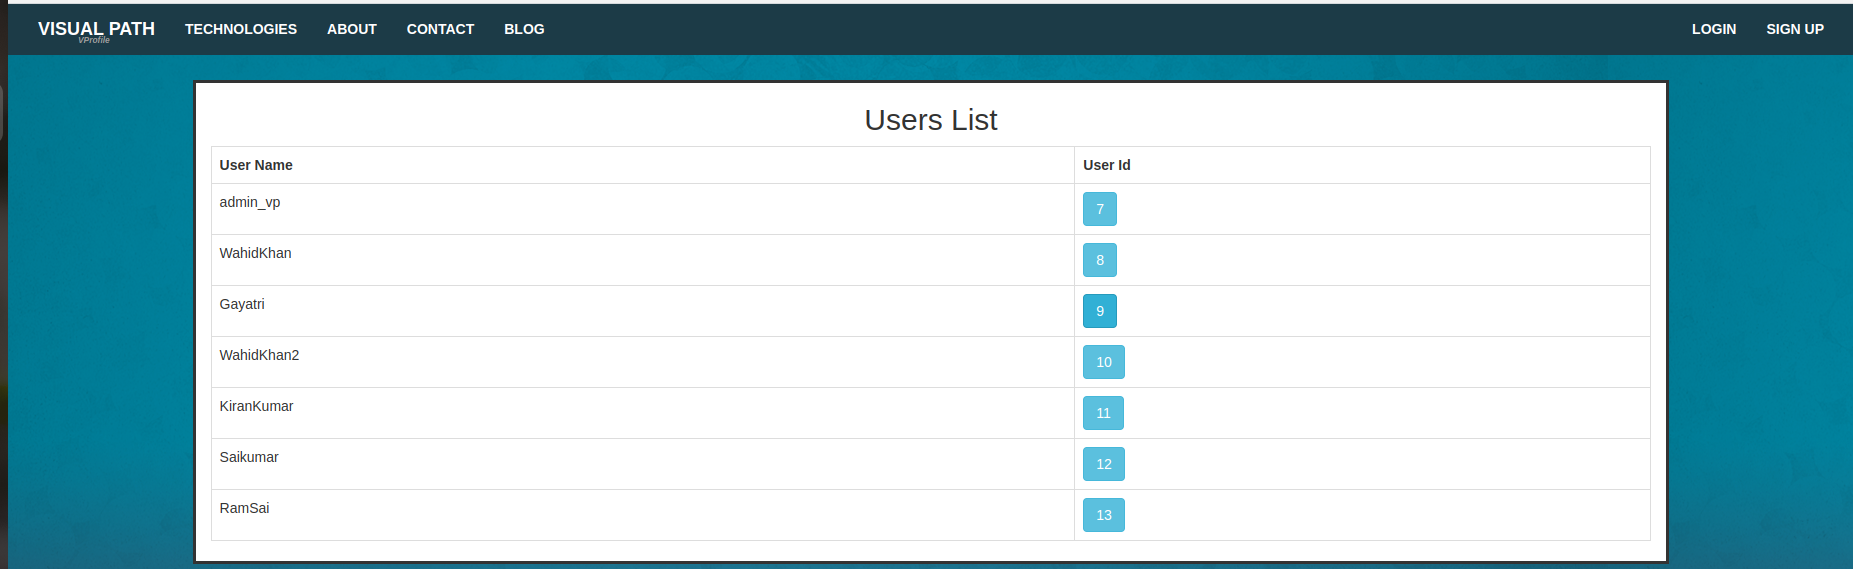 VISUAL PATH TECHNOLOGIES ABOUT CONTACT BLOG LOGIN SIGN UP
VProfile
Users List
User Name User Id
admin_vp 7
WahidKhan 8
Gayatri 9
WahidKhan2 10
KiranKumar 11
Saikumar 12
RamSai 13